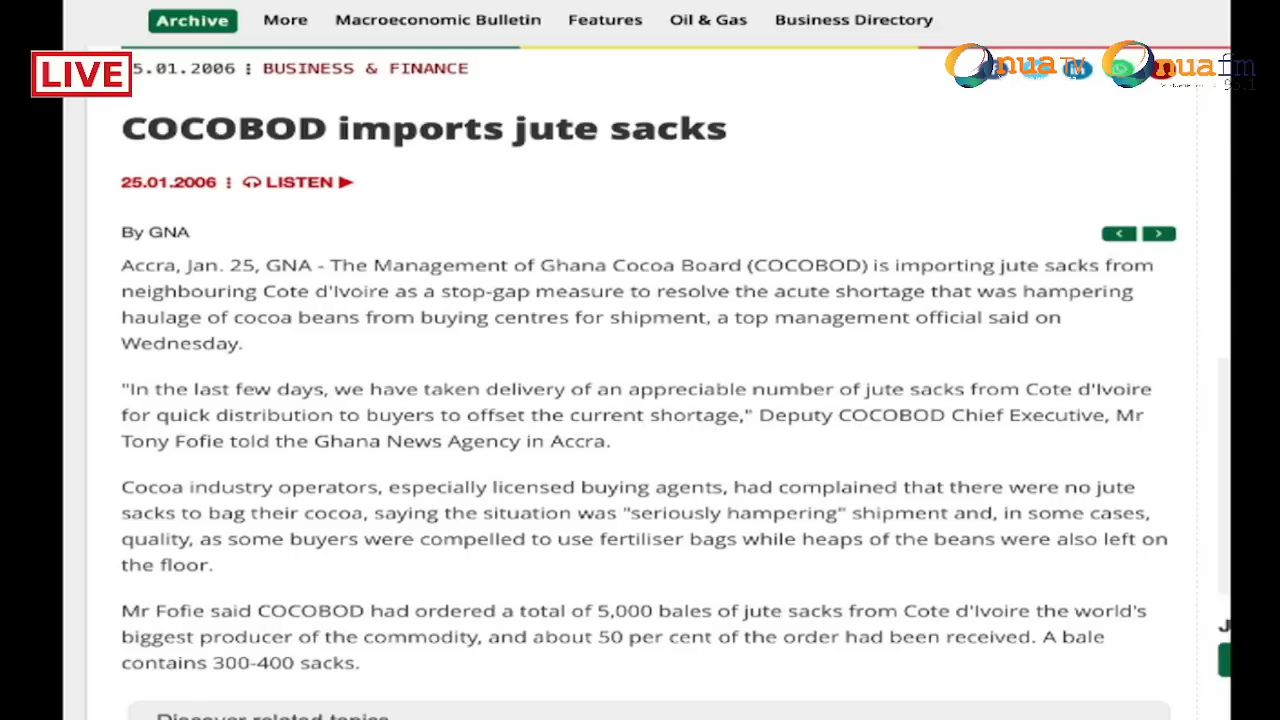 Archive More Macroeconomic Bulletin Features Oil & Gas Business Directory
LIVE
5.01.2006 ⋮ BUSINESS & FINANCE
nua TV
nua fm
95.1
COCOBOD imports jute sacks
25.01.2006 ⋮ LISTEN ▶
By GNA
Accra, Jan. 25, GNA - The Management of Ghana Cocoa Board (COCOBOD) is importing jute sacks from
neighbouring Cote d'Ivoire as a stop-gap measure to resolve the acute shortage that was hampering
haulage of cocoa beans from buying centres for shipment, a top management official said on
Wednesday.
"In the last few days, we have taken delivery of an appreciable number of jute sacks from Cote d'Ivoire
for quick distribution to buyers to offset the current shortage," Deputy COCOBOD Chief Executive, Mr
Tony Fofie told the Ghana News Agency in Accra.
Cocoa industry operators, especially licensed buying agents, had complained that there were no jute
sacks to bag their cocoa, saying the situation was "seriously hampering" shipment and, in some cases,
quality, as some buyers were compelled to use fertiliser bags while heaps of the beans were also left on
the floor.
Mr Fofie said COCOBOD had ordered a total of 5,000 bales of jute sacks from Cote d'Ivoire the world's
biggest producer of the commodity, and about 50 per cent of the order had been received. A bale
contains 300-400 sacks.
J
Discover related topics